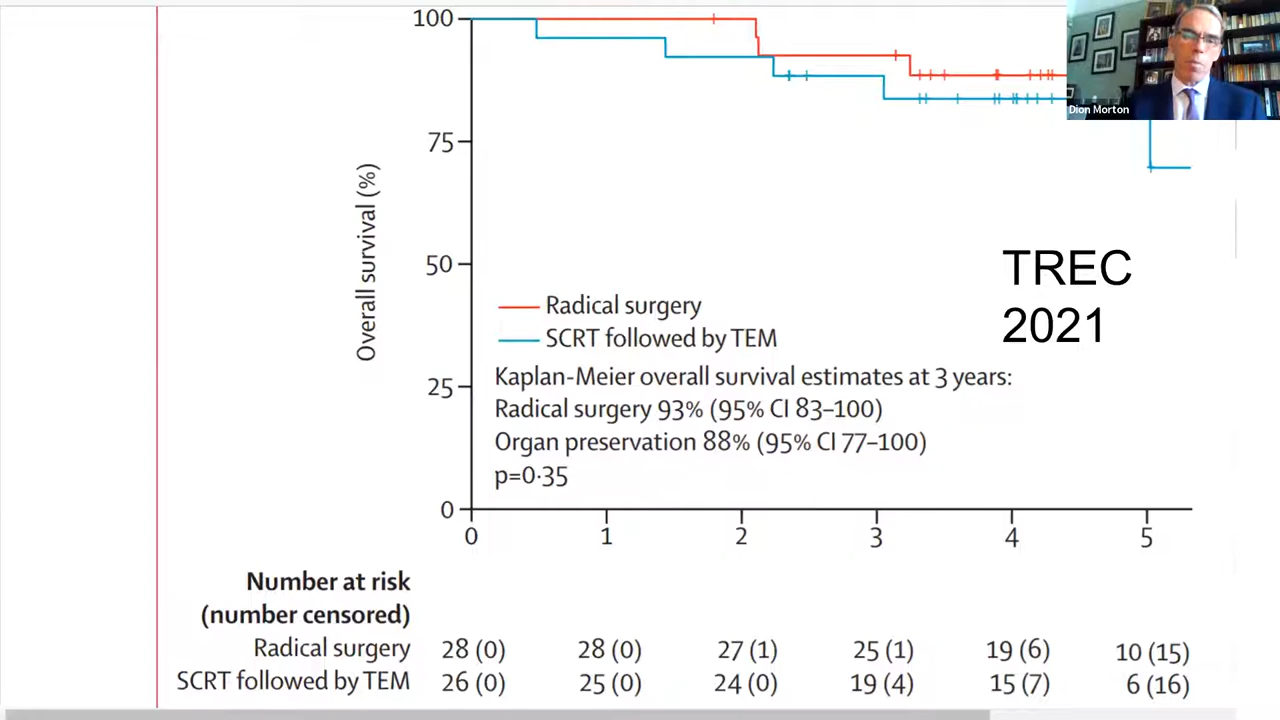 100
Dion Morton
75
Overall survival (%)
TREC
2021
50
Radical surgery
SCRT followed by TEM
Kaplan-Meier overall survival estimates at 3 years:
25
Radical surgery 93% (95% CI 83–100)
Organ preservation 88% (95% CI 77–100)
p=0·35
0
0 1 2 3 4 5
Number at risk
(number censored)
Radical surgery 28 (0) 28 (0) 27 (1) 25 (1) 19 (6) 10 (15)
SCRT followed by TEM 26 (0) 25 (0) 24 (0) 19 (4) 15 (7) 6 (16)